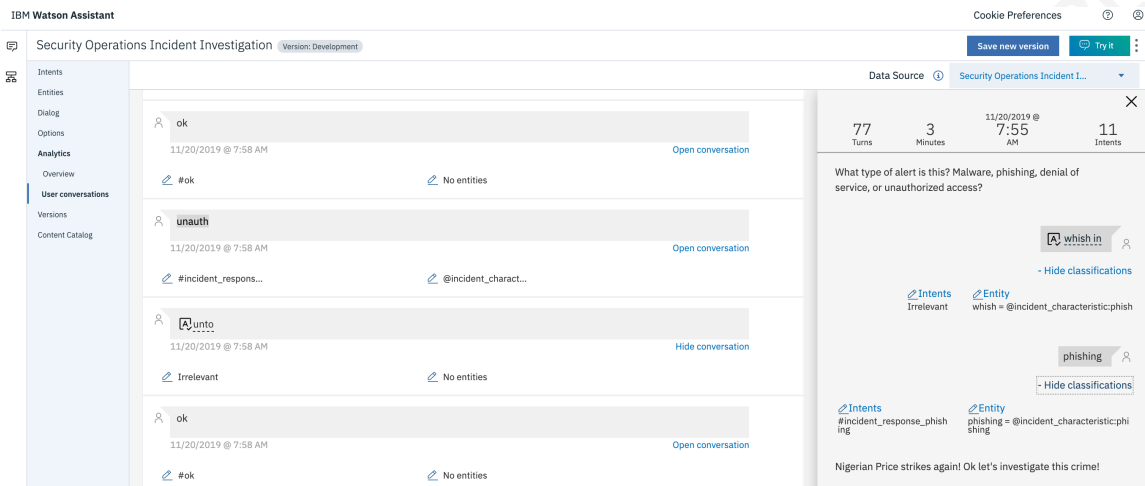 IBM Watson Assistant
Cookie Preferences
Security Operations Incident Investigation
Version: Development
Save new version
Try it
Intents
Entities
Dialog
Options
Analytics
Overview
User conversations
Versions
Content Catalog
Data Source
Security Operations Incident I...
ok
11/20/2019 @ 7:58 AM
Open conversation
#ok
No entities
unauth
11/20/2019 @ 7:58 AM
Open conversation
#incident_respons...
@incident_charact...
unto
11/20/2019 @ 7:58 AM
Hide conversation
Irrelevant
No entities
ok
11/20/2019 @ 7:58 AM
Open conversation
#ok
No entities
77
Turns
3
Minutes
11/20/2019 @
7:55
AM
11
Intents
What type of alert is this? Malware, phishing, denial of
service, or unauthorized access?
whish in
- Hide classifications
Intents
Irrelevant
Entity
whish = @incident_characteristic:phish
phishing
- Hide classifications
Intents
#incident_response_phish
ing
Entity
phishing = @incident_characteristic:phi
shing
Nigerian Price strikes again! Ok let's investigate this crime!